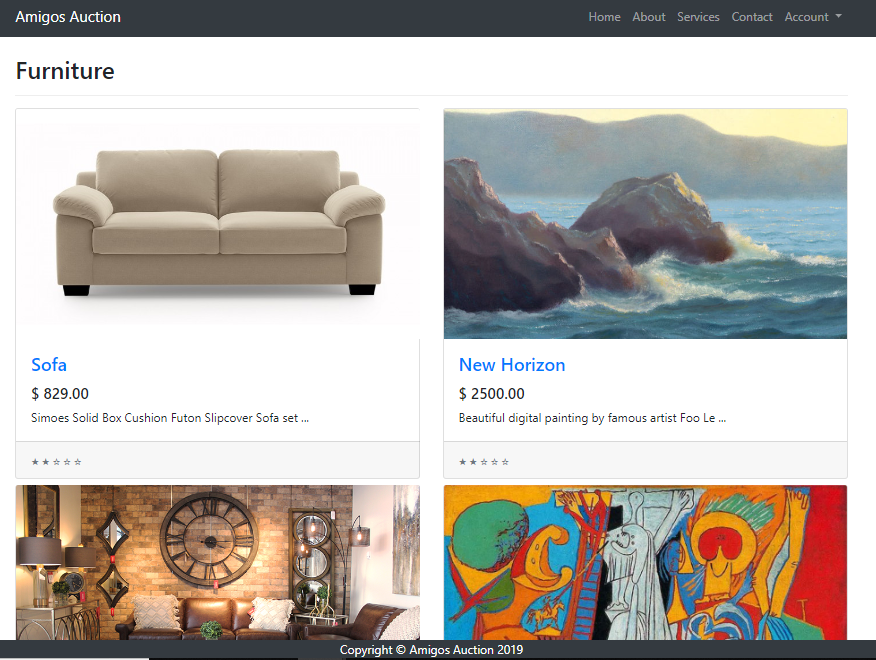 Amigos Auction
Home About Services Contact Account
Furniture
Sofa
$ 829.00
Simoes Solid Box Cushion Futon Slipcover Sofa set ...
★ ★ ☆ ☆ ☆
New Horizon
$ 2500.00
Beautiful digital painting by famous artist Foo Le ...
★ ★ ☆ ☆ ☆
Copyright © Amigos Auction 2019